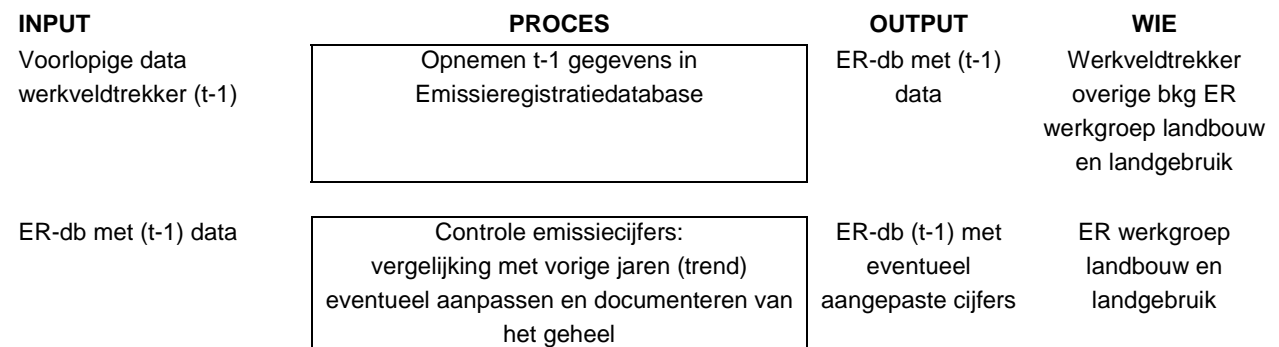 INPUT PROCES OUTPUT WIE
Voorlopige data Opnemen t-1 gegevens in ER-db met (t-1) Werkveldtrekker
werkveldtrekker (t-1) Emissieregistratiedatabase data overige bkg ER
werkgroep landbouw
en landgebruik
ER-db met (t-1) data Controle emissiecijfers: ER-db (t-1) met ER werkgroep
vergelijking met vorige jaren (trend) eventueel landbouw en
eventueel aanpassen en documenteren van aangepaste cijfers landgebruik
het geheel